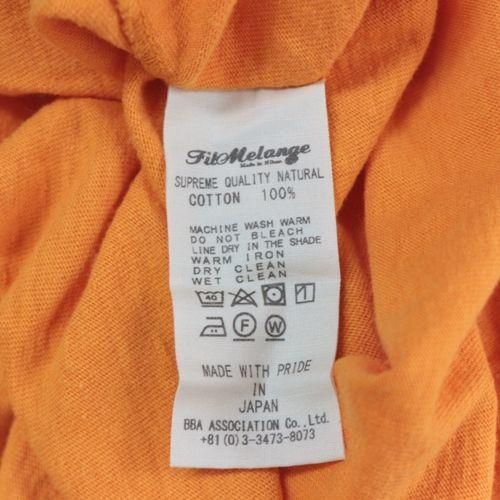 FilMelange
SUPREME QUALITY NATURAL
COTTON 100%
MACHINE WASH WARM
DO NOT BLEACH
LINE DRY IN THE SHADE
WARM IRON
DRY CLEAN
WET CLEAN
40
F W
MADE WITH PRIDE
IN
JAPAN
BBA ASSOCIATION Co.,Ltd.
+81(0)3-3473-8073